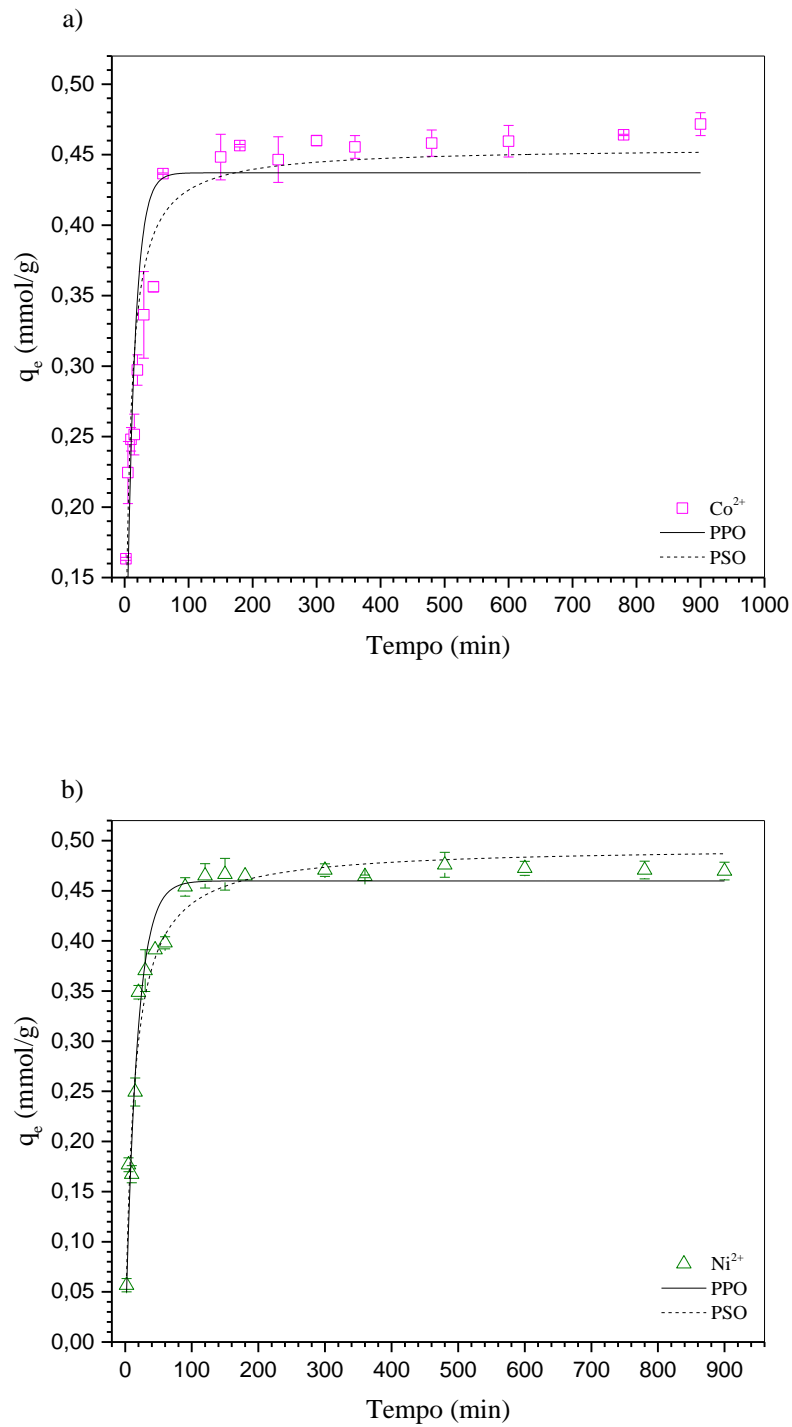 a)
0,50
0,45
0,40
0,35
0,30
0,25
0,20
0,15
q_e (mmol/g)
Co²⁺
PPO
PSO
0 100 200 300 400 500 600 700 800 900 1000
Tempo (min)
b)
0,50
0,45
0,40
0,35
0,30
0,25
0,20
0,15
0,10
0,05
0,00
q_e (mmol/g)
Ni²⁺
PPO
PSO
0 100 200 300 400 500 600 700 800 900
Tempo (min)